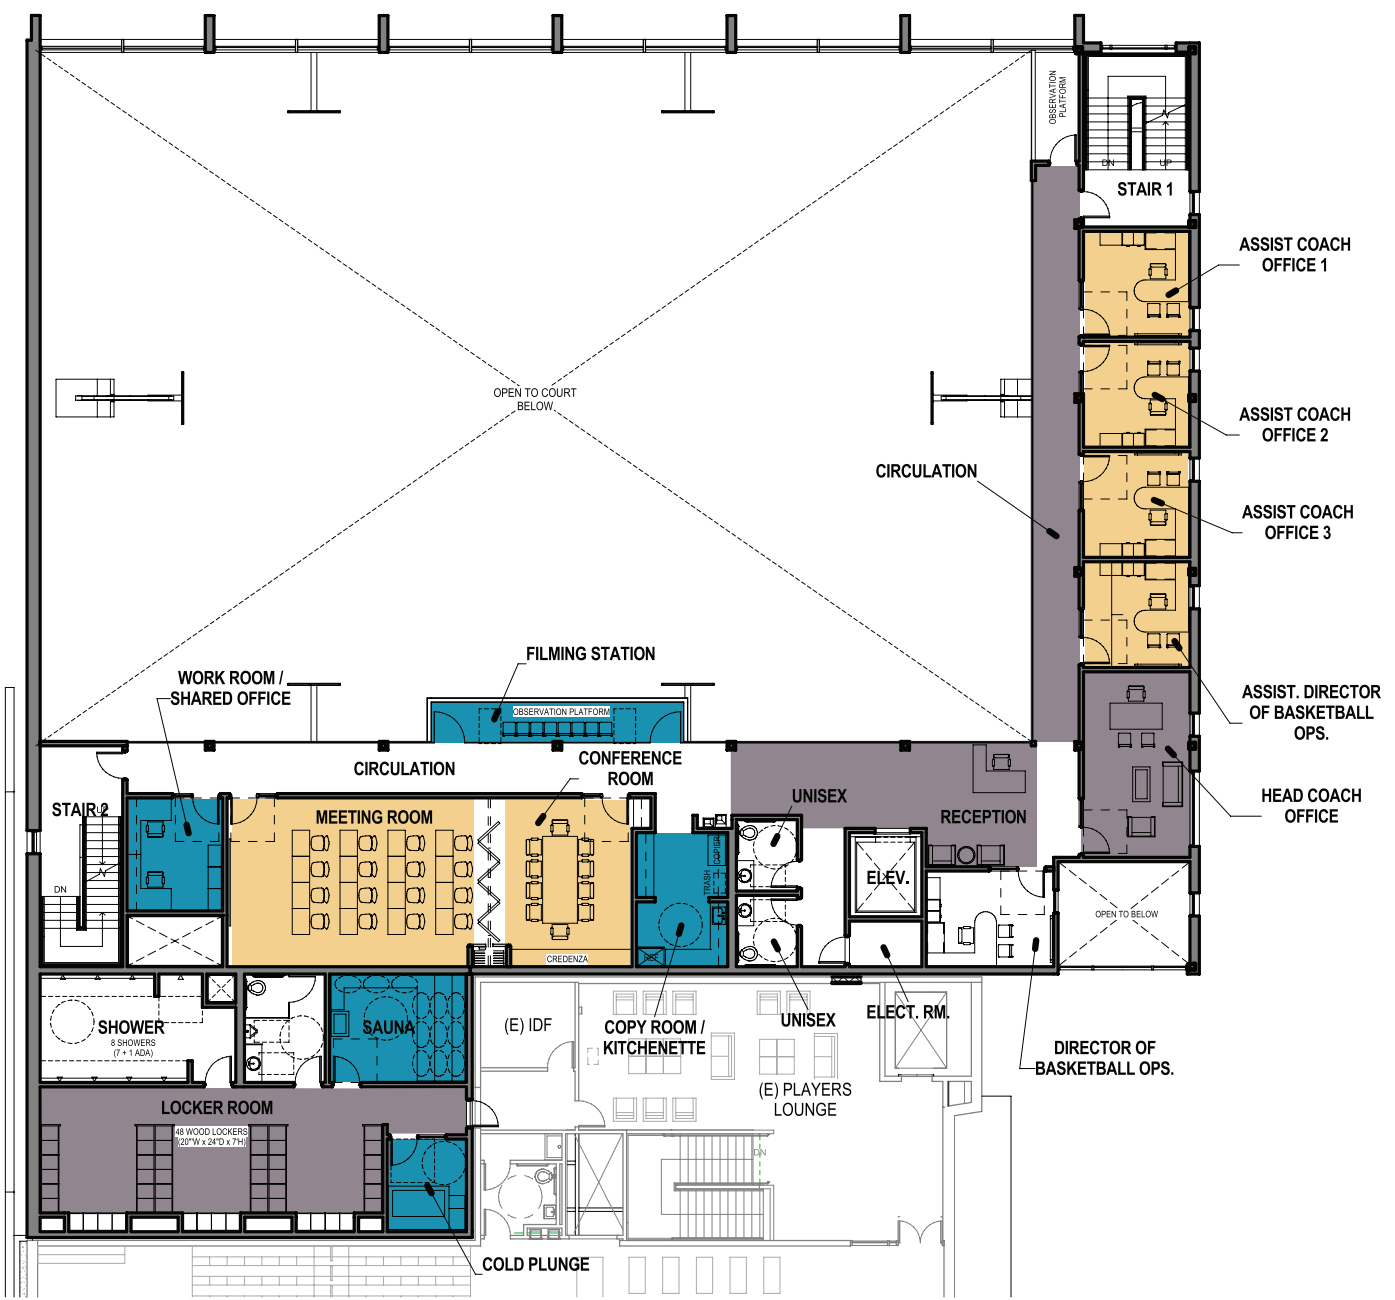 OBSERVATION
PLATFORM
DN
UP
STAIR 1
ASSIST COACH
OFFICE 1
OPEN TO COURT
BELOW
ASSIST COACH
OFFICE 2
CIRCULATION
ASSIST COACH
OFFICE 3
FILMING STATION
WORK ROOM /
SHARED OFFICE
ASSIST. DIRECTOR
OF BASKETBALL
OPS.
OBSERVATION PLATFORM
CIRCULATION
CONFERENCE
ROOM
UNISEX
HEAD COACH
OFFICE
STAIR 2
UP
MEETING ROOM
RECEPTION
COPIER
TRASH
ELEV.
DN
OPEN TO BELOW
CREDENZA
REF.
SHOWER
8 SHOWERS
(7 + 1 ADA)
SAUNA
(E) IDF
COPY ROOM /
KITCHENETTE
UNISEX
ELECT. RM.
DIRECTOR OF
BASKETBALL OPS.
(E) PLAYERS
LOUNGE
LOCKER ROOM
48 WOOD LOCKERS
(20"W x 24"D x 7'H)
DN
COLD PLUNGE